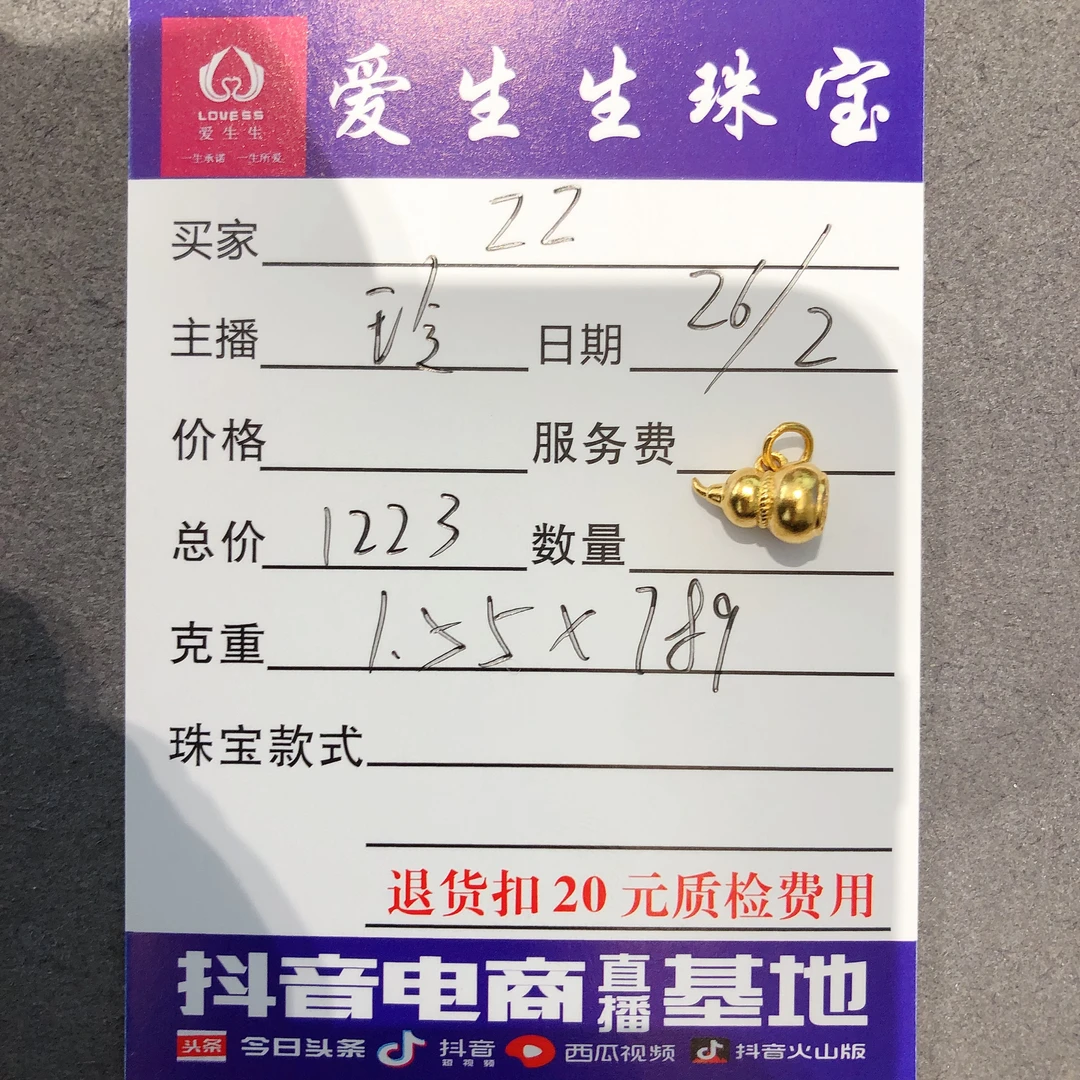 LOVESS
爱生生
一生承诺 一生所爱
爱生生珠宝
买家 22
主播 珍 日期 26/2
价格 服务费
总价 1223 数量
克重 1.55×789
珠宝款式
退货扣20元质检费用
抖音电商直播基地
头条 今日头条 抖音短视频 西瓜视频 抖音火山版